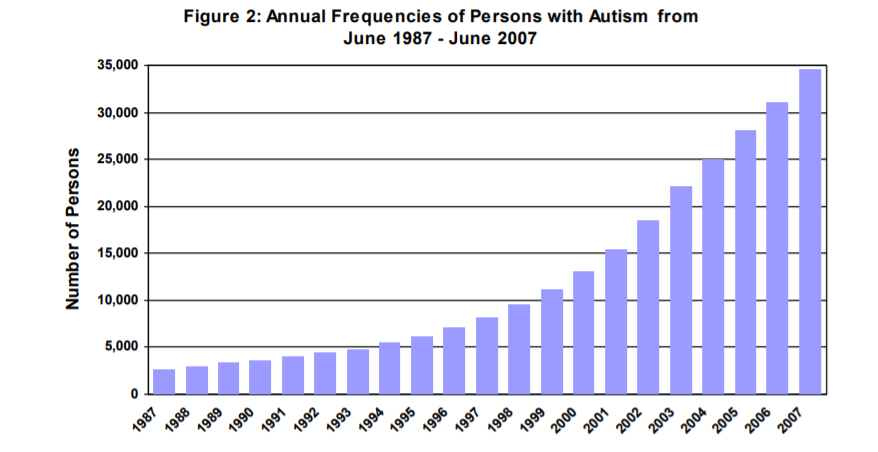 Figure 2: Annual Frequencies of Persons with Autism from
June 1987 - June 2007
Number of Persons
35,000
30,000
25,000
20,000
15,000
10,000
5,000
0
1987 1988 1989 1990 1991 1992 1993 1994 1995 1996 1997 1998 1999 2000 2001 2002 2003 2004 2005 2006 2007